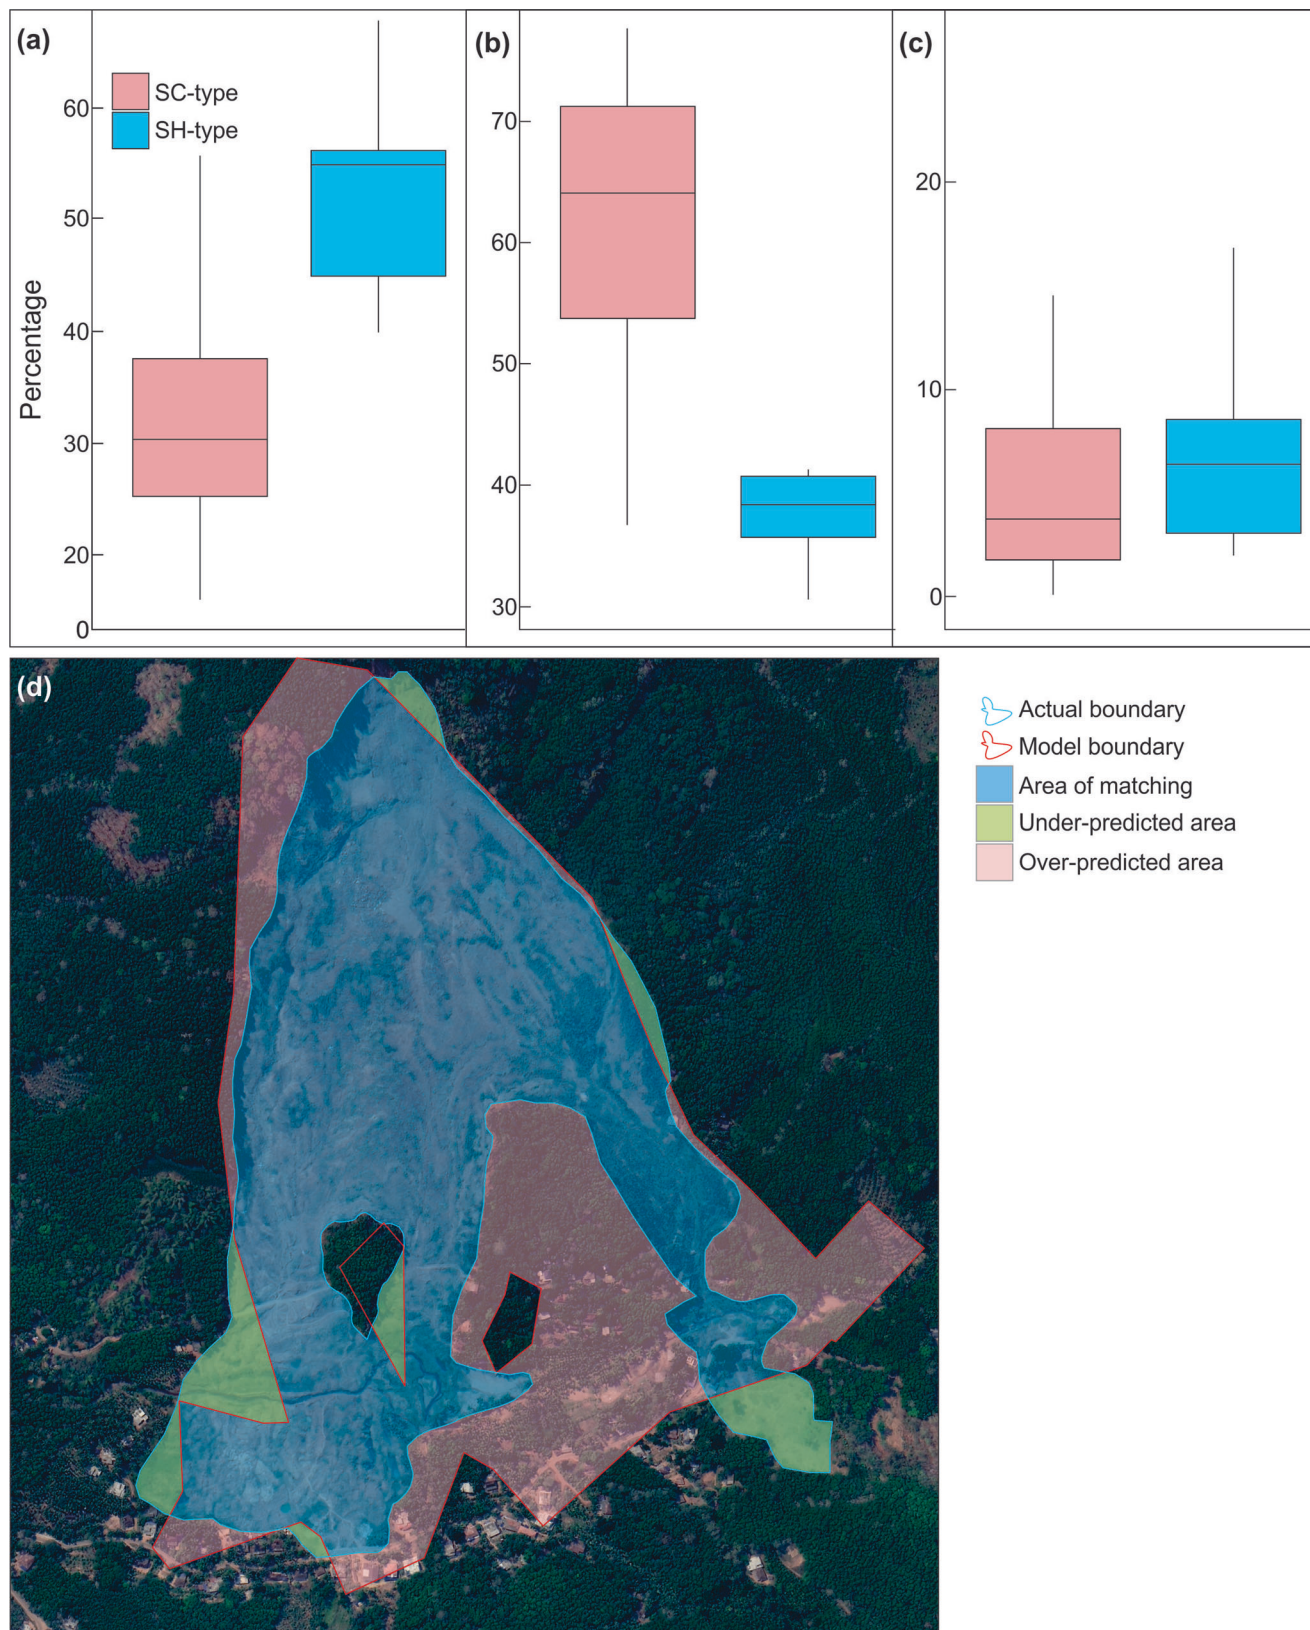 (a)
SC-type
SH-type
60
50
40
30
20
0
Percentage
(b)
70
60
50
40
30
(c)
20
10
0
(d)
Actual boundary
Model boundary
Area of matching
Under-predicted area
Over-predicted area